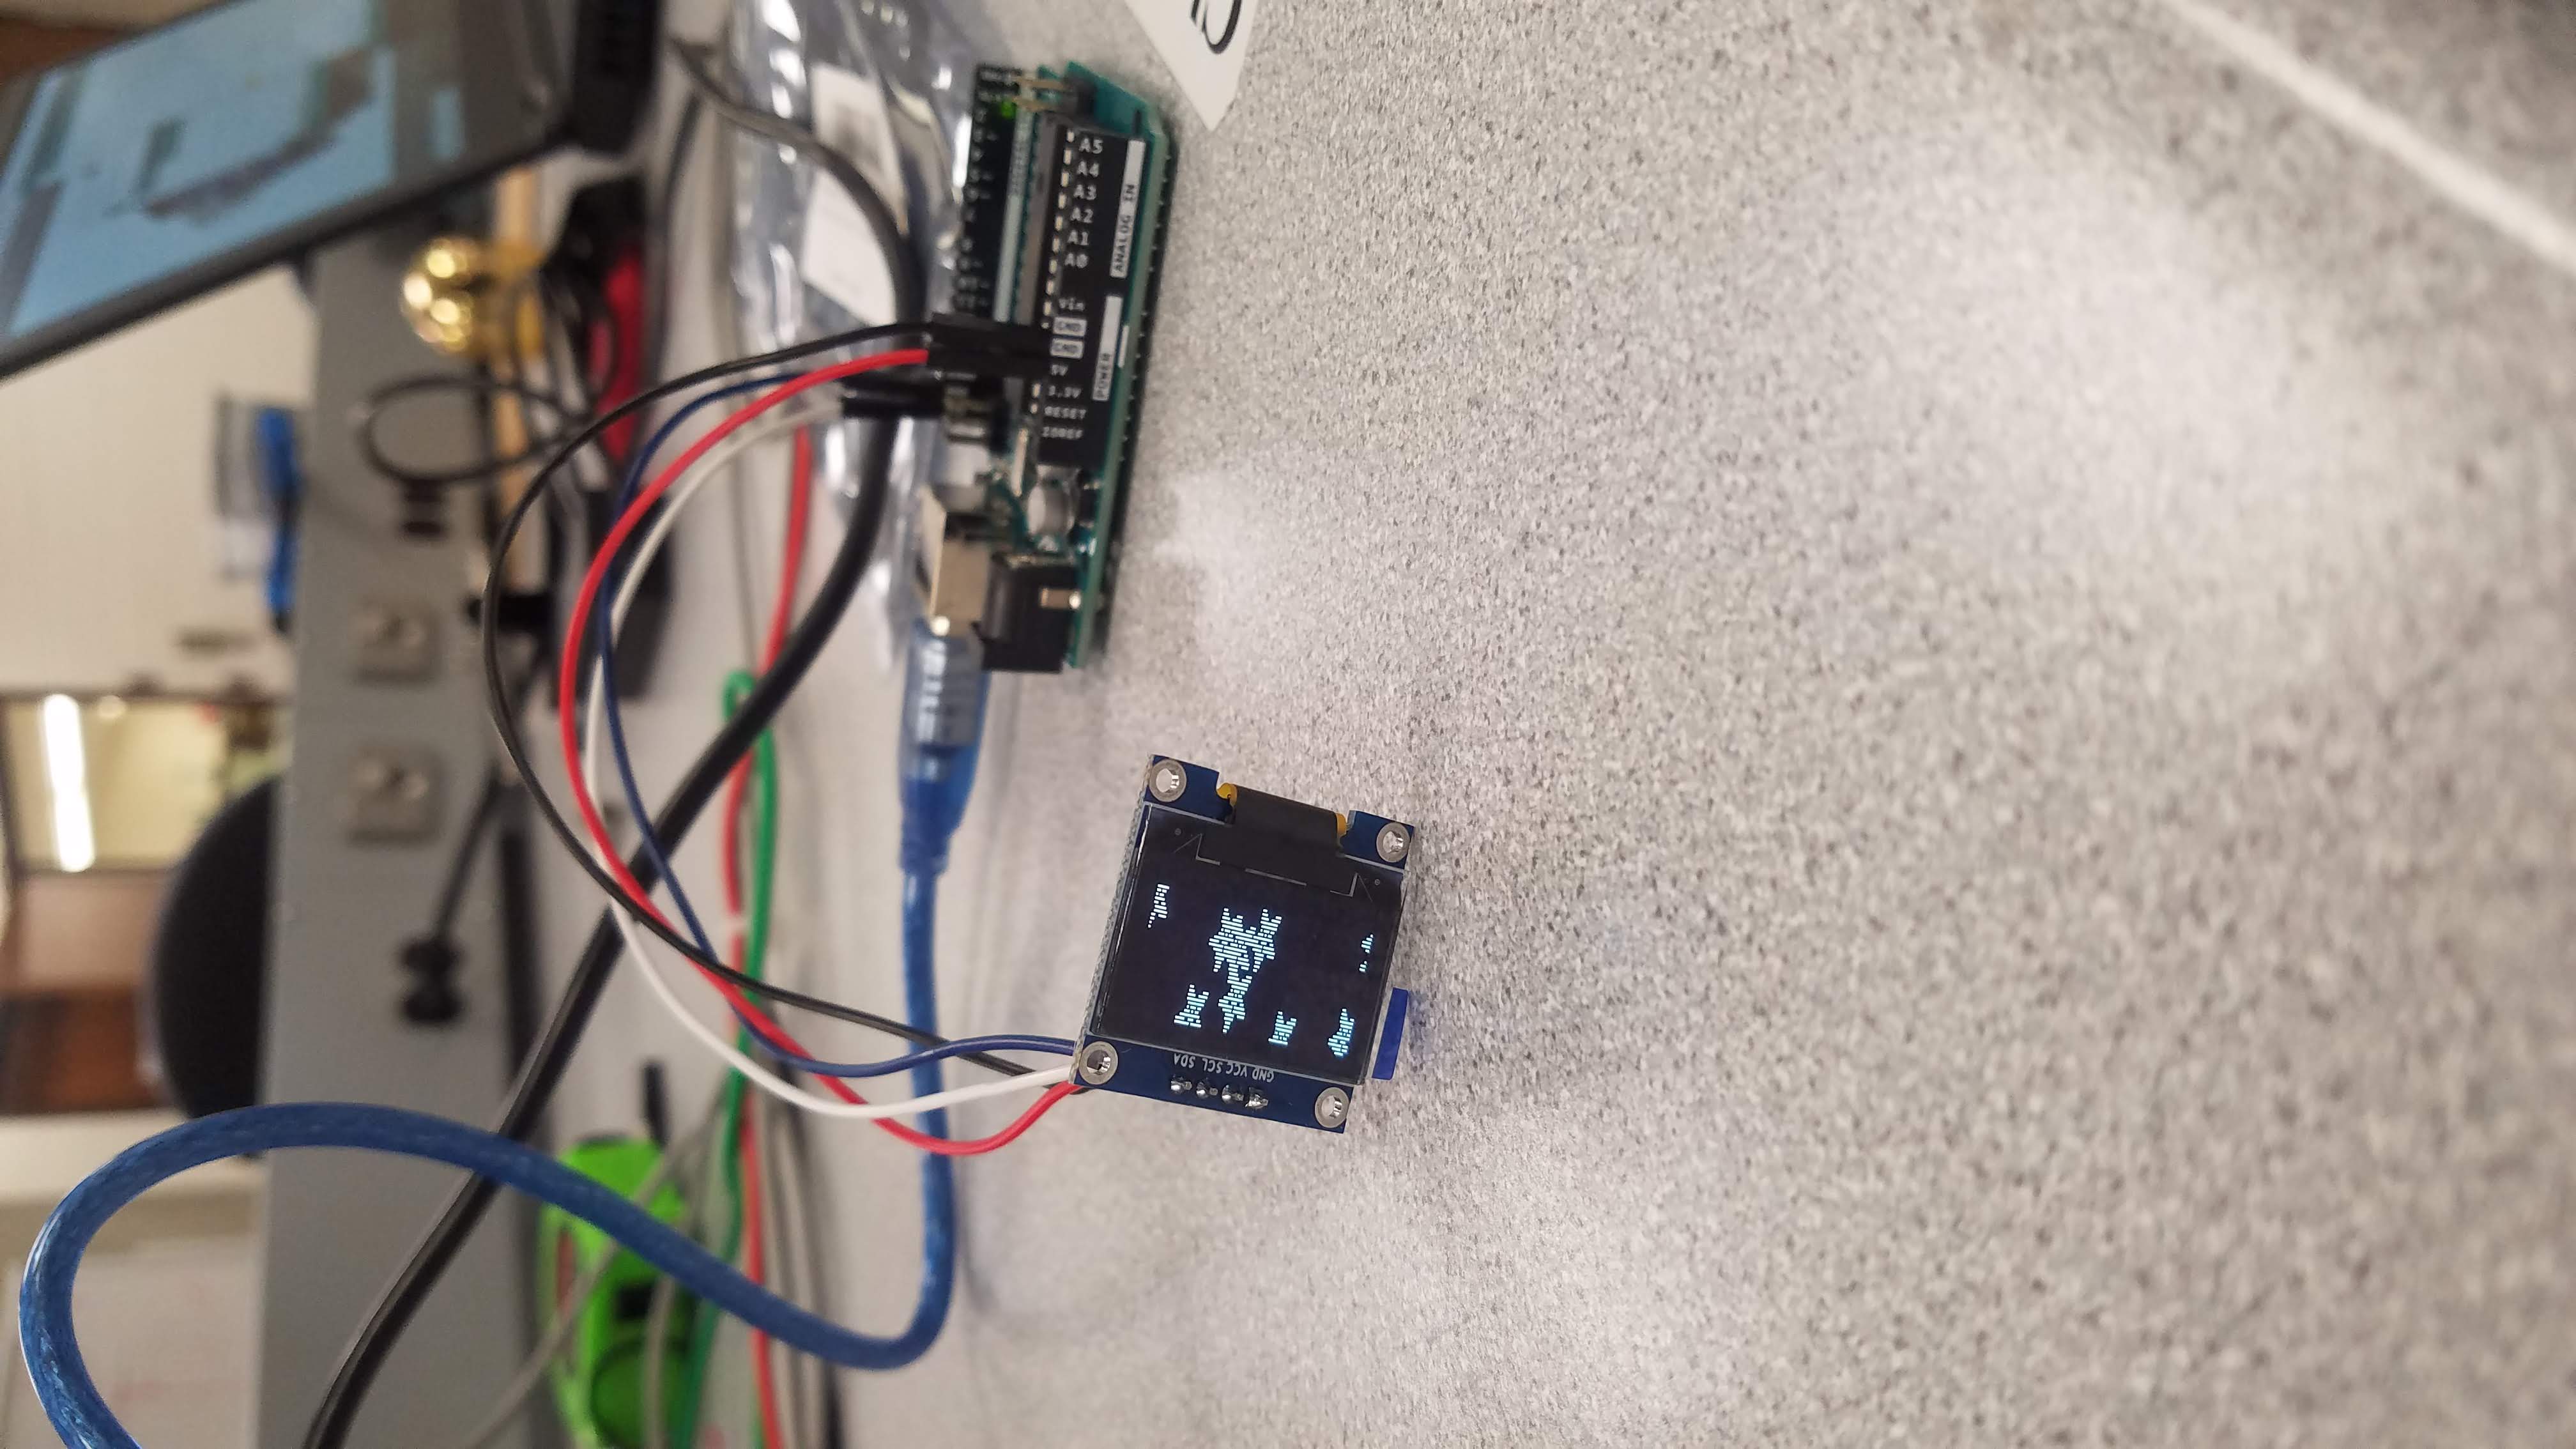 GND VCC SCL SDA
IOREF
RESET
3.3V
5V
GND
GND
Vin
A0
A1
A2
A3
A4
A5
POWER
ANALOG IN